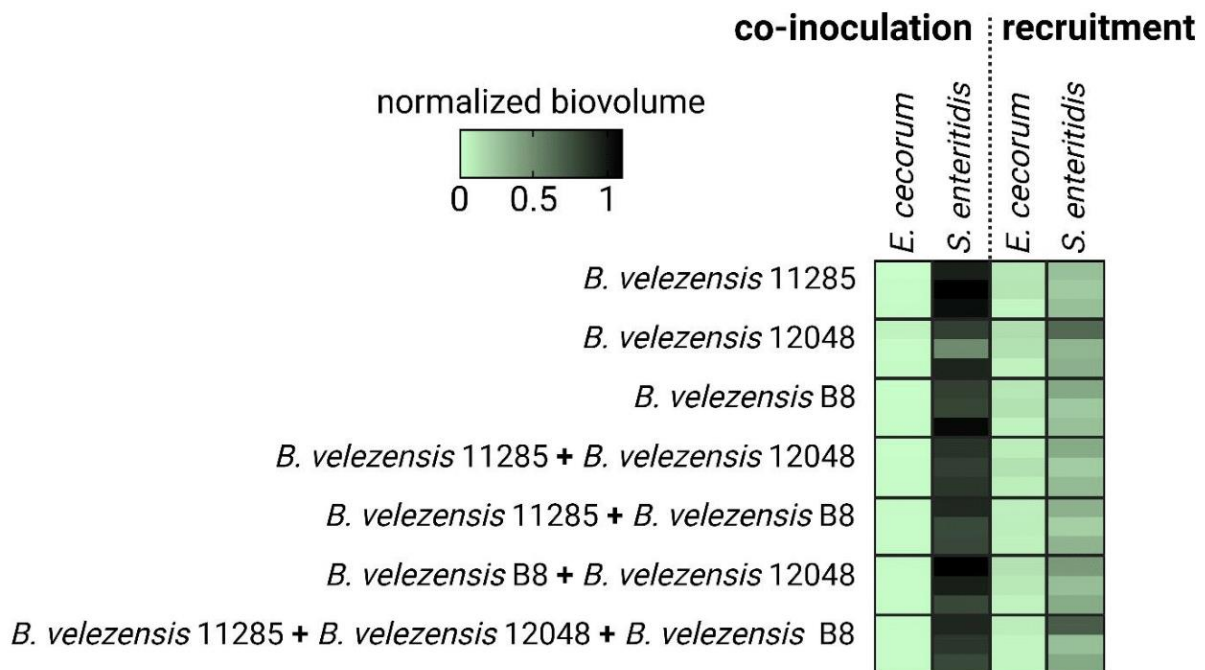 co-inoculation recruitment
normalized biovolume
0 0.5 1
E. cecorum
S. enteritidis
E. cecorum
S. enteritidis
B. velezensis 11285
B. velezensis 12048
B. velezensis B8
B. velezensis 11285 + B. velezensis 12048
B. velezensis 11285 + B. velezensis B8
B. velezensis B8 + B. velezensis 12048
B. velezensis 11285 + B. velezensis 12048 + B. velezensis B8